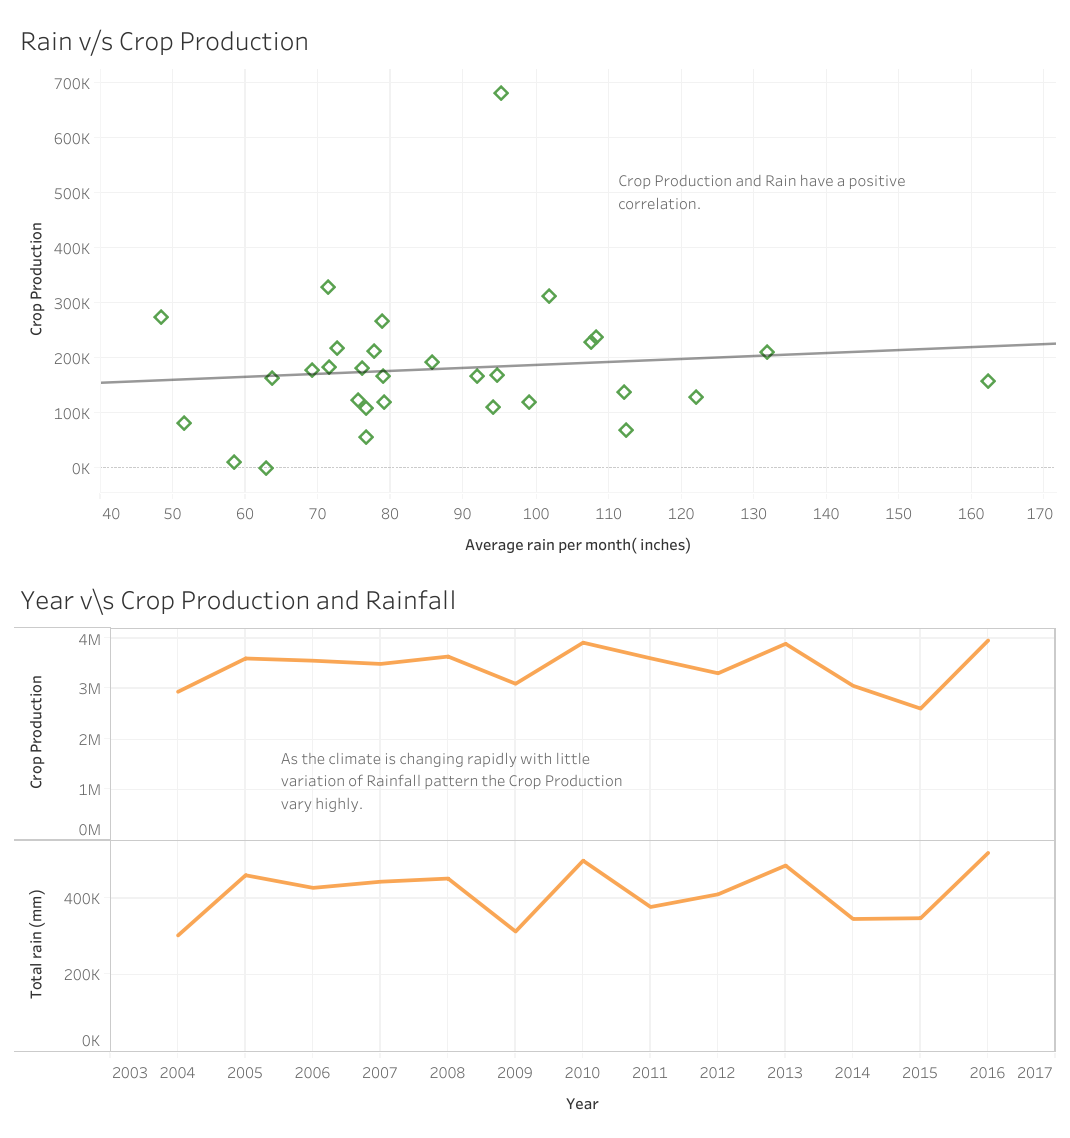 Rain v/s Crop Production
700K
600K
500K
400K
300K
200K
100K
0K
Crop Production
Crop Production and Rain have a positive
correlation.
40 50 60 70 80 90 100 110 120 130 140 150 160 170
Average rain per month( inches)
Year v\s Crop Production and Rainfall
4M
3M
2M
1M
0M
Crop Production
As the climate is changing rapidly with little
variation of Rainfall pattern the Crop Production
vary highly.
400K
200K
0K
Total rain (mm)
2003 2004 2005 2006 2007 2008 2009 2010 2011 2012 2013 2014 2015 2016 2017
Year